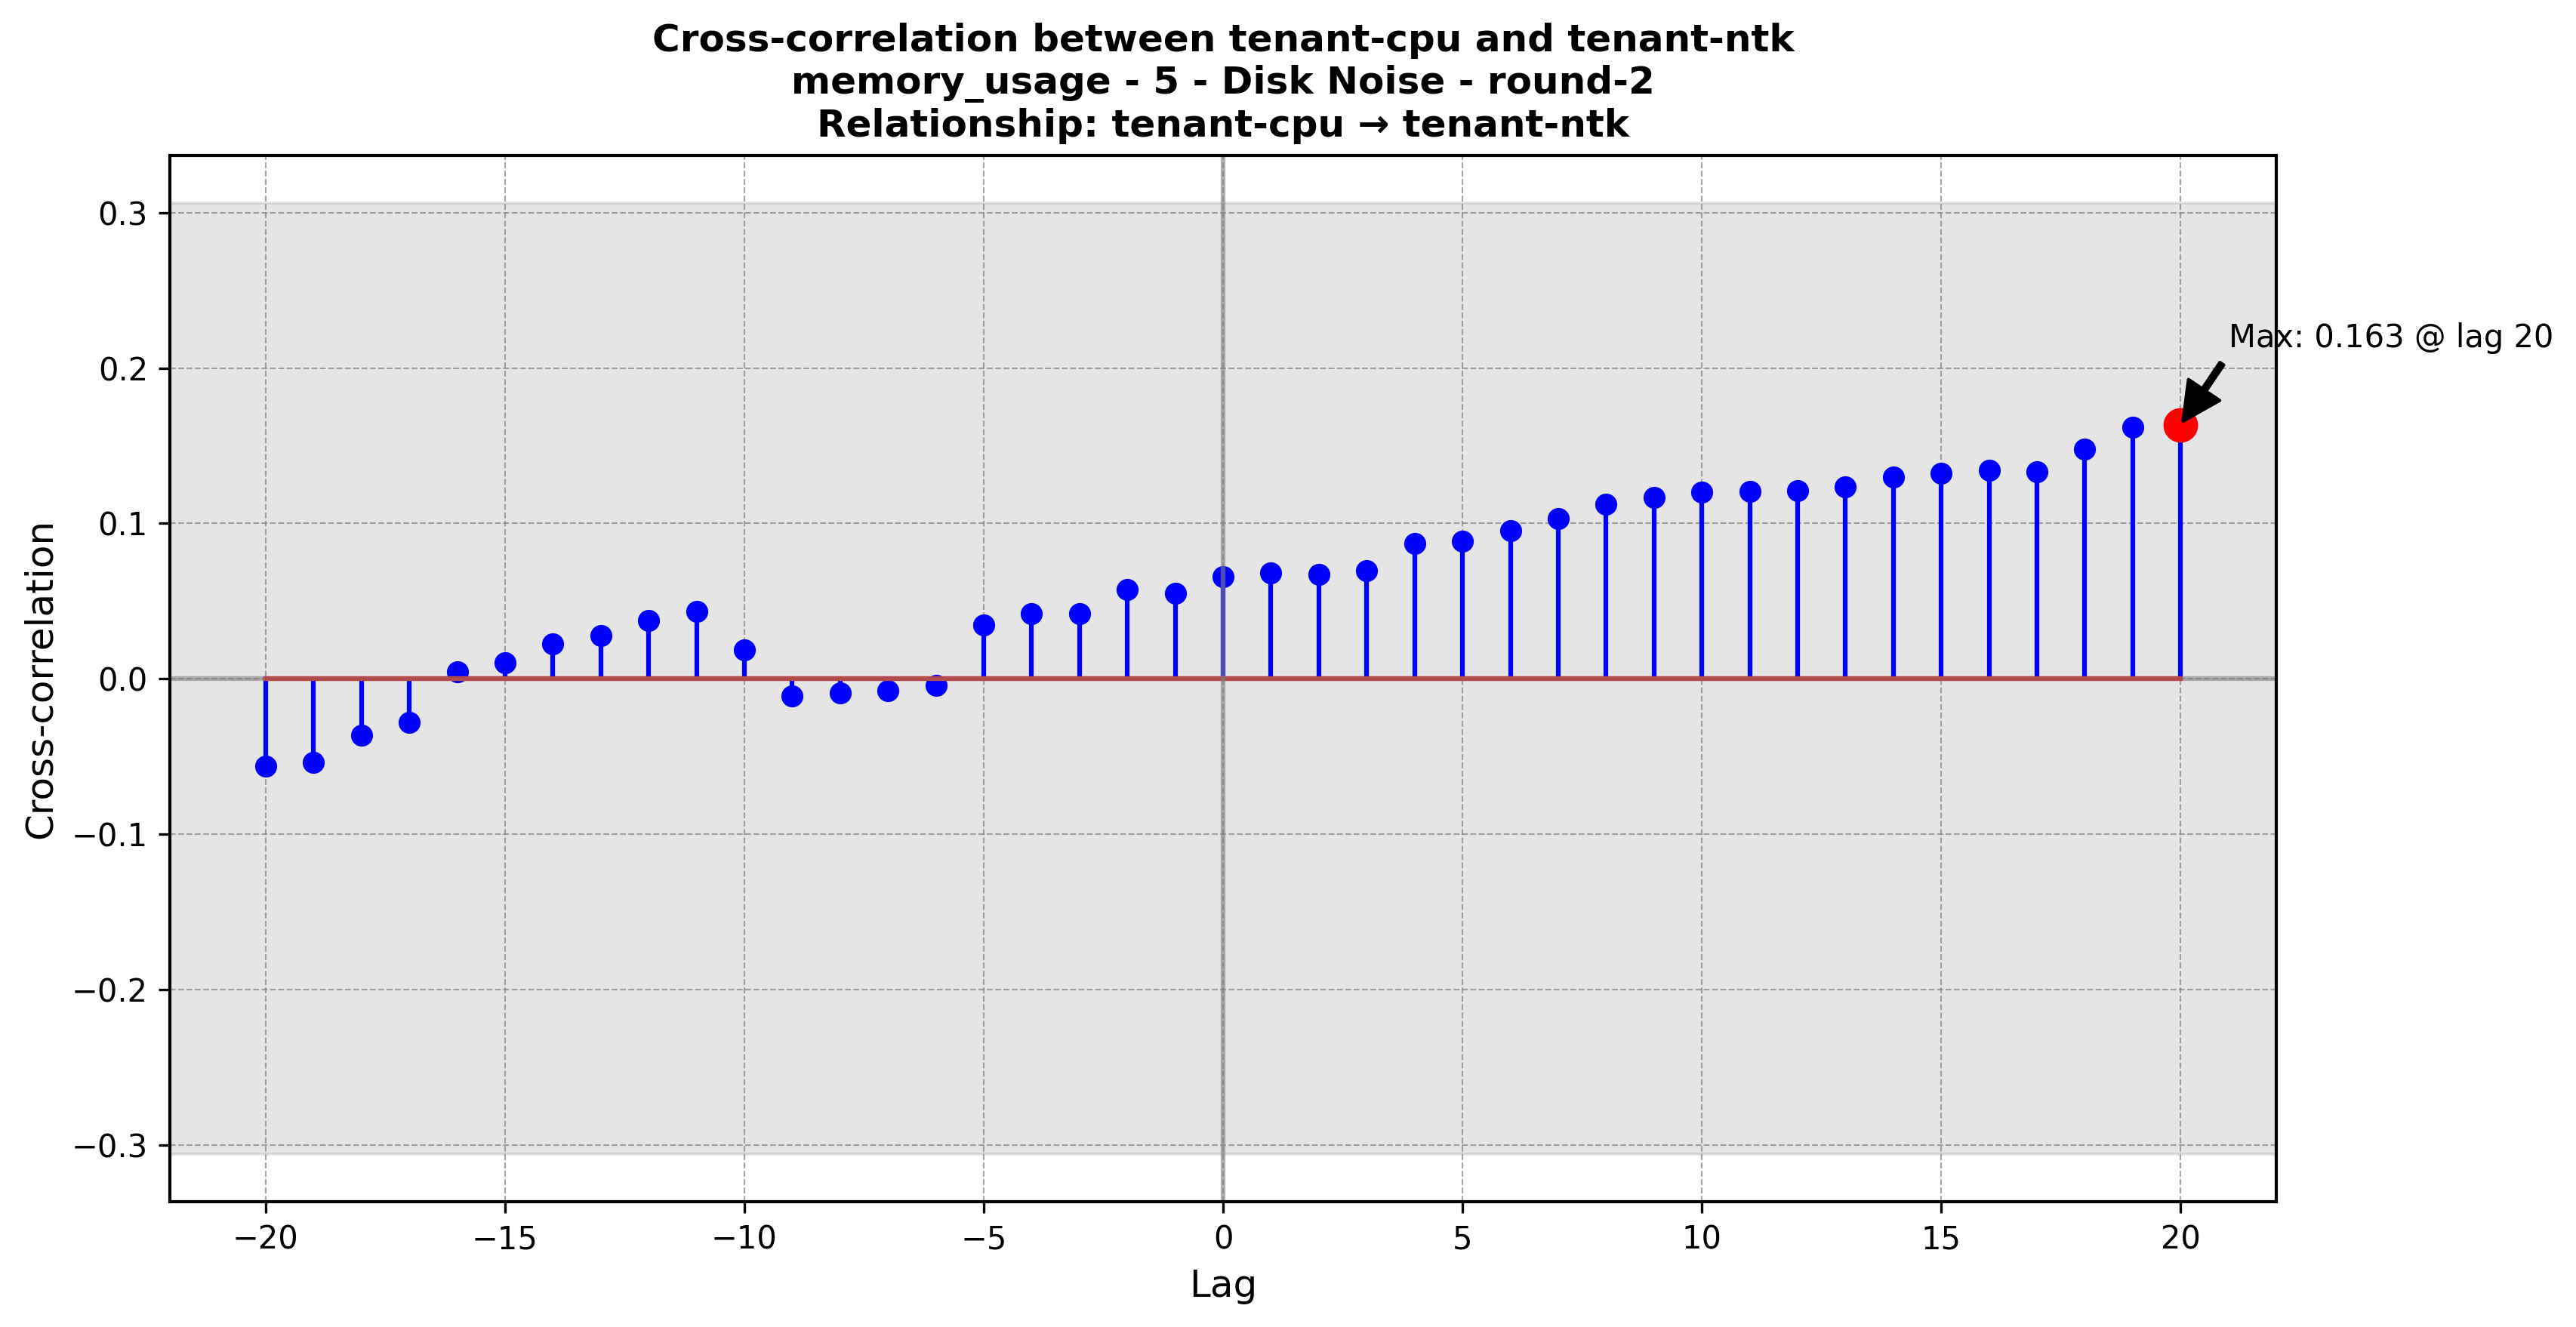 Cross-correlation between tenant-cpu and tenant-ntk
memory_usage - 5 - Disk Noise - round-2
Relationship: tenant-cpu → tenant-ntk
0.3
0.2
0.1
0.0
−0.1
−0.2
−0.3
Cross-correlation
Max: 0.163 @ lag 20
−20 −15 −10 −5 0 5 10 15 20
Lag